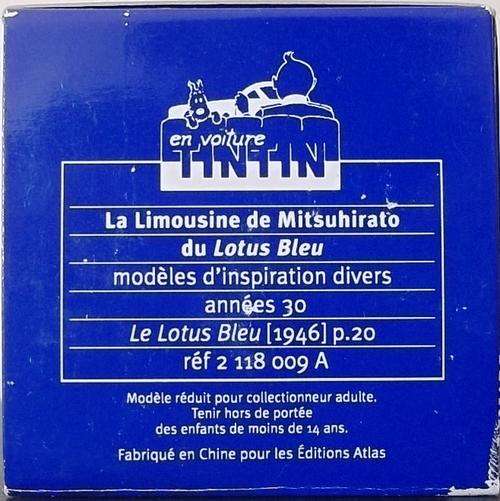 en voiture
TINTIN
La Limousine de Mitsuhirato
du Lotus Bleu
modèles d'inspiration divers
années 30
Le Lotus Bleu [1946] p.20
réf 2 118 009 A
Modèle réduit pour collectionneur adulte.
Tenir hors de portée
des enfants de moins de 14 ans.
Fabriqué en Chine pour les Éditions Atlas